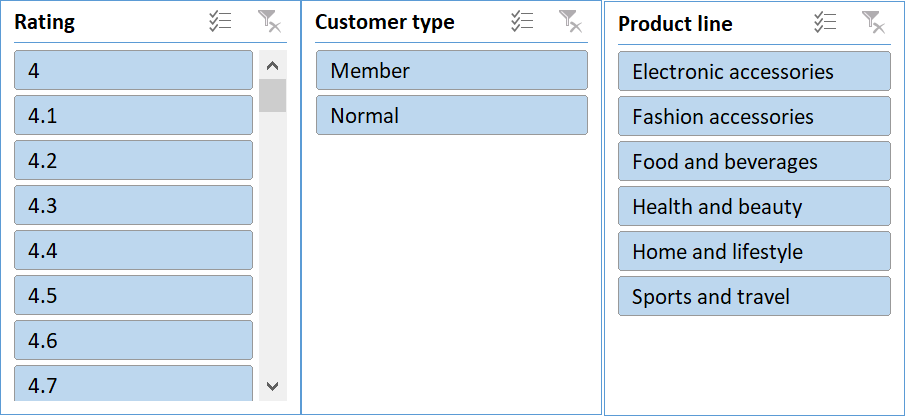 Rating
4
4.1
4.2
4.3
4.4
4.5
4.6
4.7
Customer type
Member
Normal
Product line
Electronic accessories
Fashion accessories
Food and beverages
Health and beauty
Home and lifestyle
Sports and travel